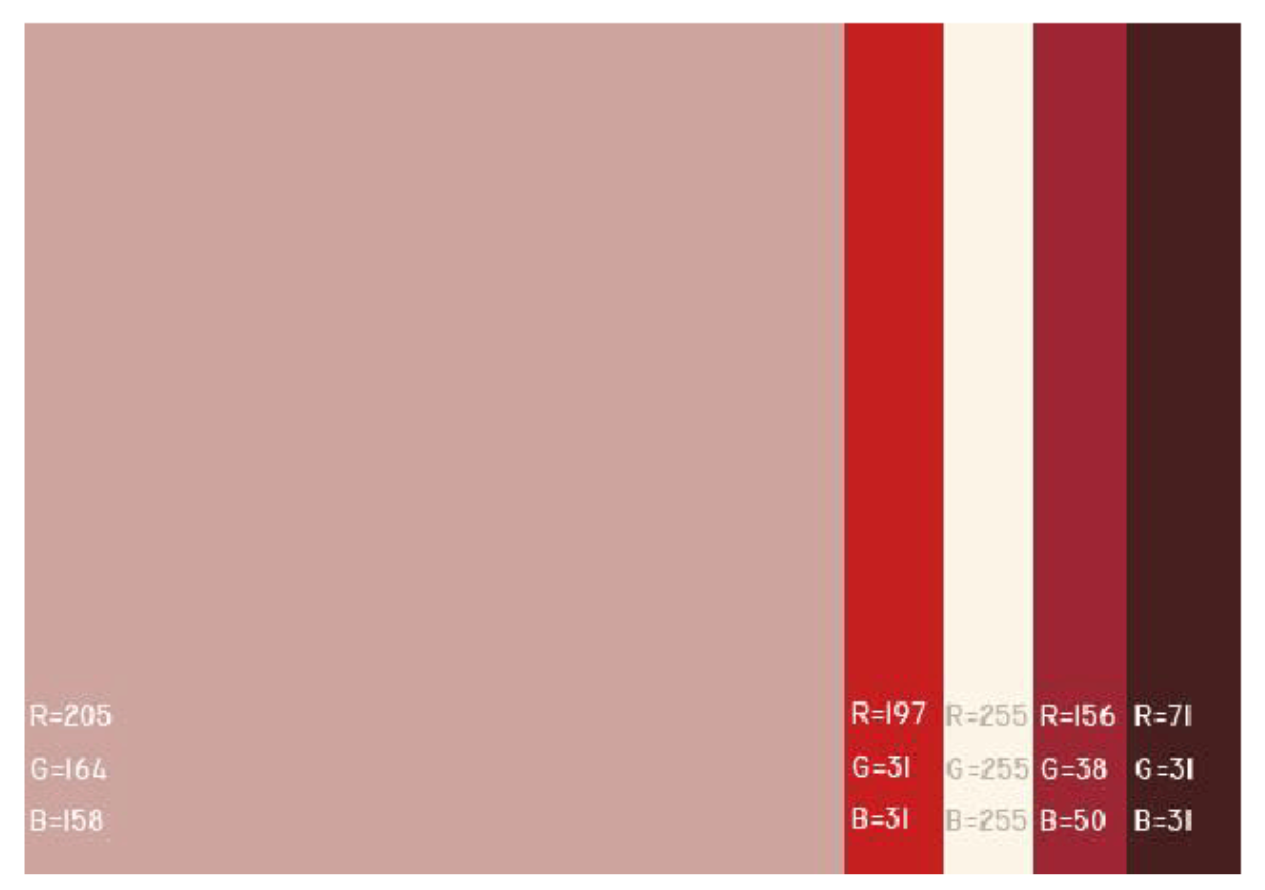 R=205
G=164
B=158
R=197
G=31
B=31
R=255
G=255
B=255
R=156
G=38
B=50
R=71
G=31
B=31